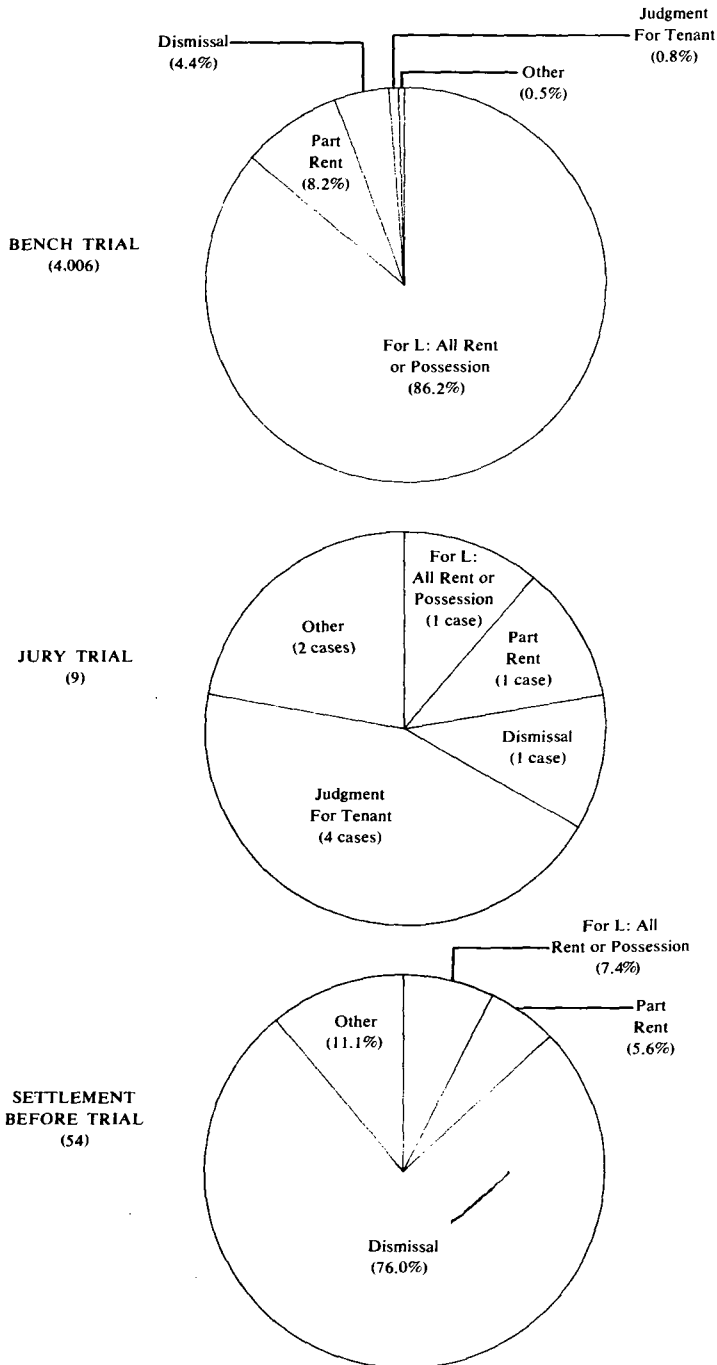 Dismissal
(4.4%)
Judgment
For Tenant
(0.8%)
Other
(0.5%)
Part
Rent
(8.2%)
BENCH TRIAL
(4.006)
For L: All Rent
or Possession
(86.2%)
For L:
All Rent or
Possession
(1 case)
Other
(2 cases)
Part
Rent
(1 case)
JURY TRIAL
(9)
Dismissal
(1 case)
Judgment
For Tenant
(4 cases)
For L: All
Rent or Possession
(7.4%)
Other
(11.1%)
Part
Rent
(5.6%)
SETTLEMENT
BEFORE TRIAL
(54)
Dismissal
(76.0%)